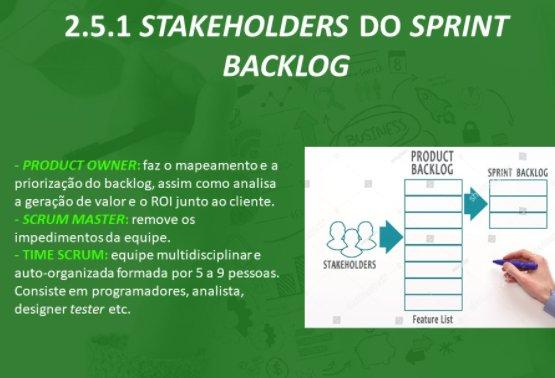 2.5.1 STAKEHOLDERS DO SPRINT
BACKLOG
- PRODUCT OWNER: faz o mapeamento e a
priorização do backlog, assim como analisa
a geração de valor e o ROI junto ao cliente.
- SCRUM MASTER: remove os
impedimentos da equipe.
- TIME SCRUM: equipe multidisciplinar e
auto-organizada formada por 5 a 9 pessoas.
Consiste em programadores, analista,
designer tester etc.
PRODUCT
BACKLOG
SPRINT BACKLOG
STAKEHOLDERS
Feature List
BUSINESS